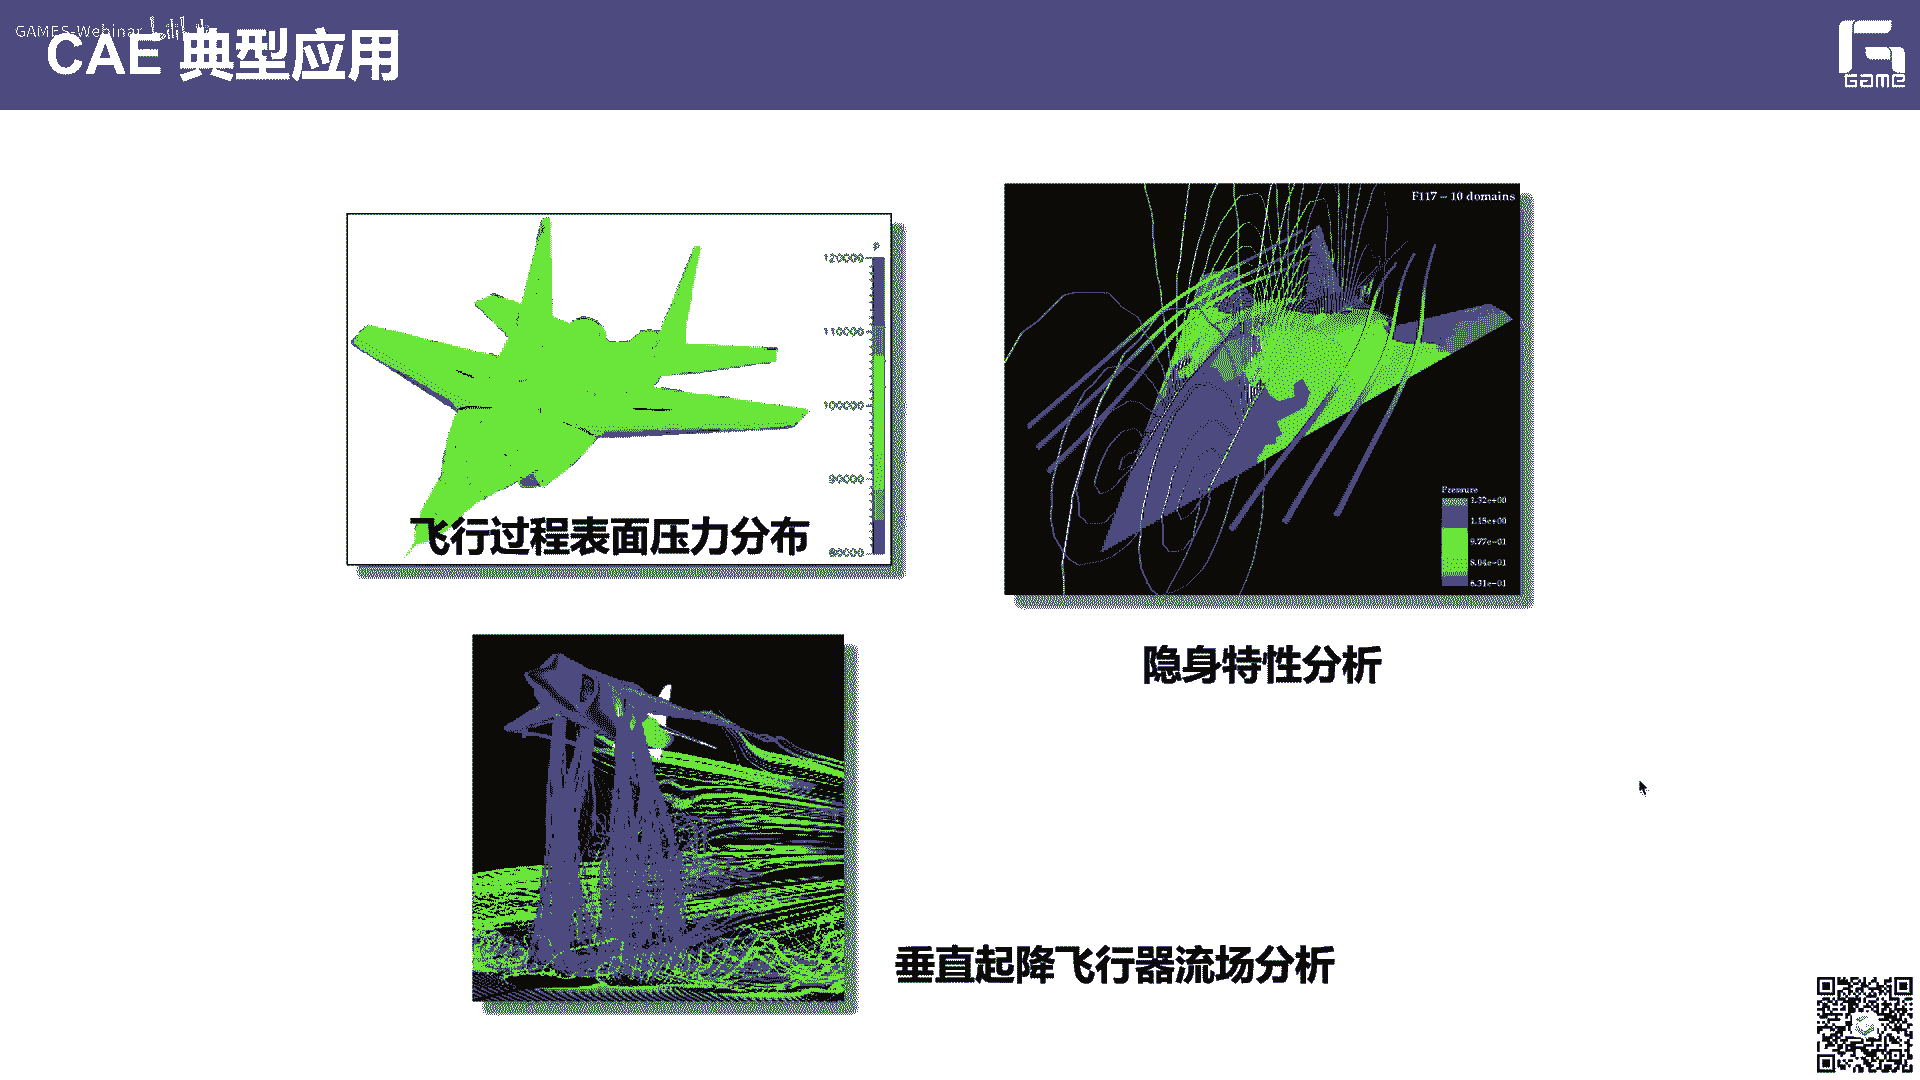 GAMES-Webinar
CAE 典型应用
GAME
P
120000
110000
100000
90000
80000
飞行过程表面压力分布
F117 – 10 domains
Pressure
1.32e+00
1.15e+00
9.77e−01
8.04e−01
6.31e−01
隐身特性分析
垂直起降飞行器流场分析